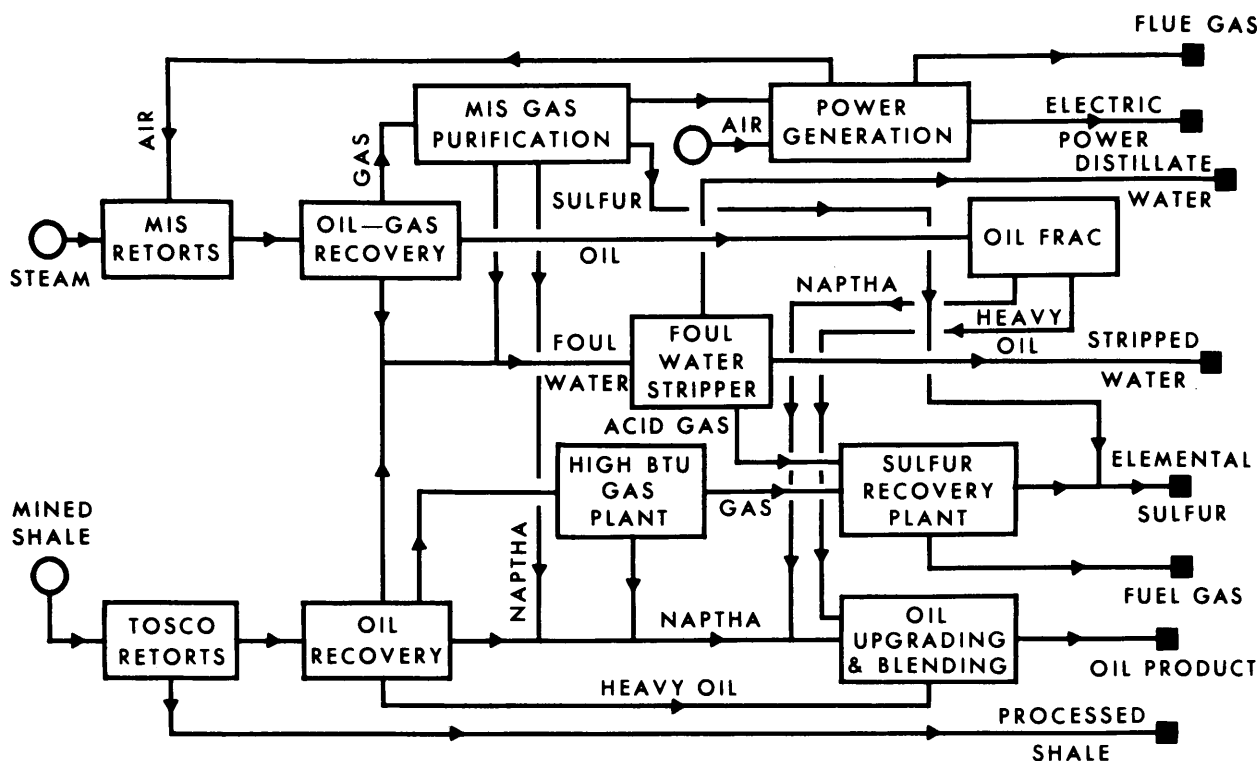 FLUE GAS
MIS GAS
PURIFICATION
POWER
GENERATION
AIR
ELECTRIC
POWER
AIR
GAS
SULFUR
DISTILLATE
WATER
MIS
RETORTS
OIL—GAS
RECOVERY
OIL
OIL FRAC
STEAM
NAPTHA
HEAVY
OIL
FOUL
WATER
FOUL
WATER
STRIPPER
STRIPPED
WATER
ACID GAS
HIGH BTU
GAS
PLANT
GAS
SULFUR
RECOVERY
PLANT
ELEMENTAL
SULFUR
MINED
SHALE
NAPTHA
FUEL GAS
TOSCO
RETORTS
OIL
RECOVERY
NAPTHA
OIL
UPGRADING
& BLENDING
OIL PRODUCT
HEAVY OIL
PROCESSED
SHALE